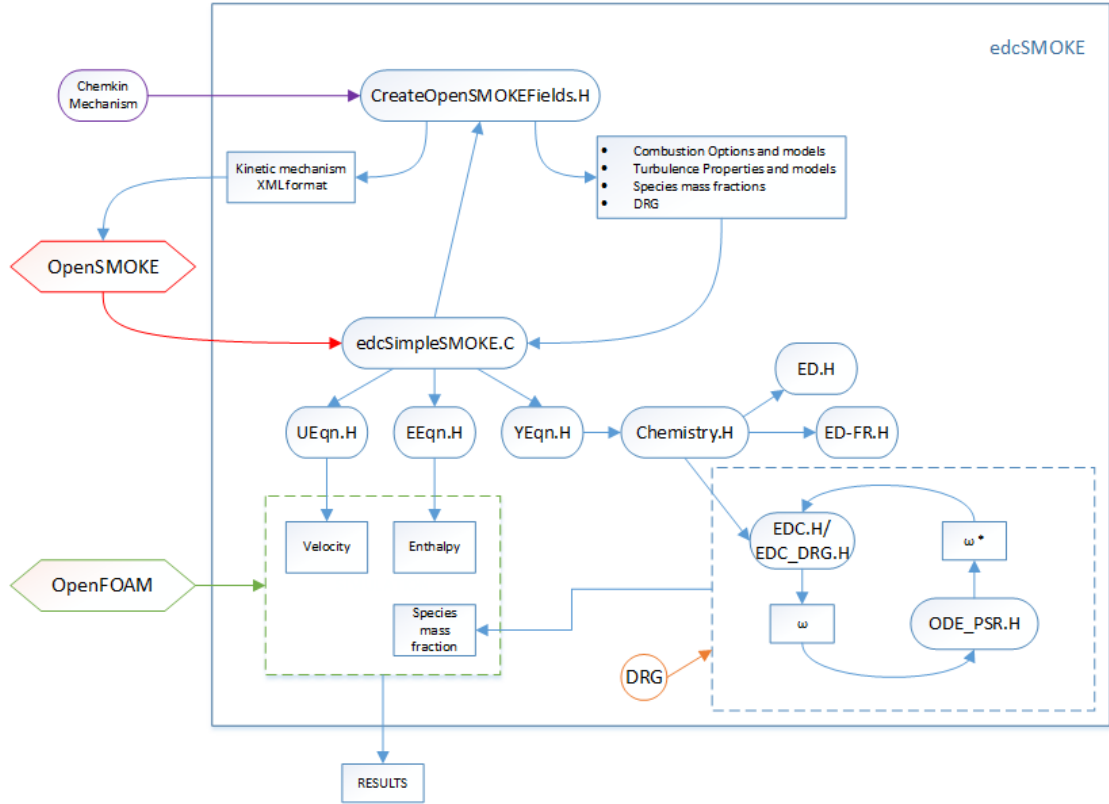 edcSMOKE
Chemkin
Mechanism
CreateOpenSMOKEFields.H
Kinetic mechanism
XML format
• Combustion Options and models
• Turbulence Properties and models
• Species mass fractions
• DRG
OpenSMOKE
edcSimpleSMOKE.C
ED.H
UEqn.H
EEqn.H
YEqn.H
Chemistry.H
ED-FR.H
Velocity
Enthalpy
EDC.H/
EDC_DRG.H
ω*
OpenFOAM
Species
mass
fraction
ω
ODE_PSR.H
DRG
RESULTS